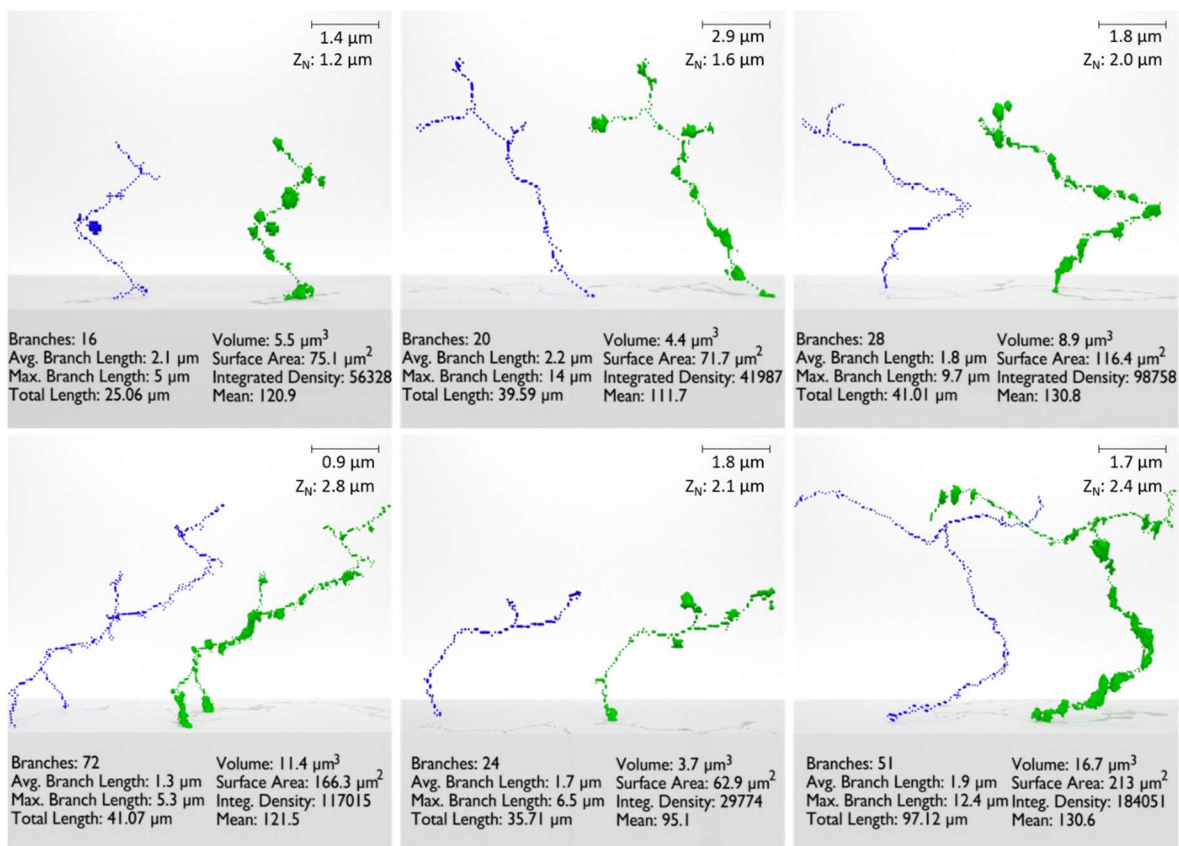 1.4 µm
Z_N: 1.2 µm
Branches: 16
Avg. Branch Length: 2.1 µm
Max. Branch Length: 5 µm
Total Length: 25.06 µm
Volume: 5.5 µm³
Surface Area: 75.1 µm²
Integrated Density: 56328
Mean: 120.9
2.9 µm
Z_N: 1.6 µm
Branches: 20
Avg. Branch Length: 2.2 µm
Max. Branch Length: 14 µm
Total Length: 39.59 µm
Volume: 4.4 µm³
Surface Area: 71.7 µm²
Integrated Density: 41987
Mean: 111.7
1.8 µm
Z_N: 2.0 µm
Branches: 28
Avg. Branch Length: 1.8 µm
Max. Branch Length: 9.7 µm
Total Length: 41.01 µm
Volume: 8.9 µm³
Surface Area: 116.4 µm²
Integrated Density: 98758
Mean: 130.8
0.9 µm
Z_N: 2.8 µm
Branches: 72
Avg. Branch Length: 1.3 µm
Max. Branch Length: 5.3 µm
Total Length: 41.07 µm
Volume: 11.4 µm³
Surface Area: 166.3 µm²
Integ. Density: 117015
Mean: 121.5
1.8 µm
Z_N: 2.1 µm
Branches: 24
Avg. Branch Length: 1.7 µm
Max. Branch Length: 6.5 µm
Total Length: 35.71 µm
Volume: 3.7 µm³
Surface Area: 62.9 µm²
Integ. Density: 29774
Mean: 95.1
1.7 µm
Z_N: 2.4 µm
Branches: 51
Avg. Branch Length: 1.9 µm
Max. Branch Length: 12.4 µm
Total Length: 97.12 µm
Volume: 16.7 µm³
Surface Area: 213 µm²
Integ. Density: 184051
Mean: 130.6